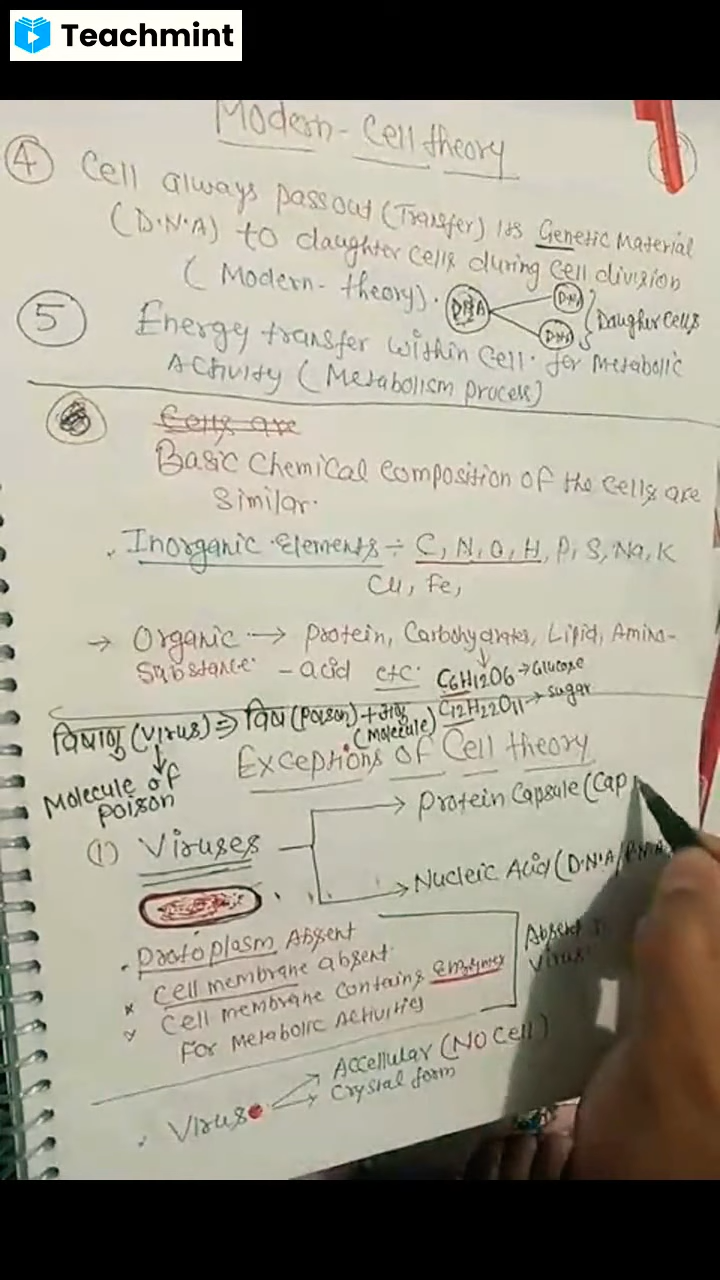 Teachmint
Modern - Cell theory
④ Cell always passout (Transfer) its Genetic Material
(D.N.A) to daughter cells during cell division
(Modern - theory).
DNA
DNA
DNA
Daugher Cells
⑤ Energy transfer within cell. for Metabolic
Activity (Metabolism process)
Cells are
Basic Chemical composition of the cells are
Similar.
Inorganic Elements ÷ C, N, O, H, P, S, Na, K
Cu, Fe,
→ Organic → Protein, Carbohydrates, Lipid, Amino-
Substance - acid etc.
C6H12O6 → Glucose
C12H22O11 → sugar
विषाणु (Virus) ⇒ विष (Poison) + अणु
(Molecule)
Molecule of
poison
Exceptions of Cell theory
(1) Viruses
→ Protein Capsule (Cap
→ Nucleic Acid (D.N.A/R.N.A)
Protoplasm Absent
Cell membrane absent.
Cell membrane contains Enzymes
for Metabolic Activities
Absent
Virus
Virus
→ Accellular (No Cell)
→ Crystal form